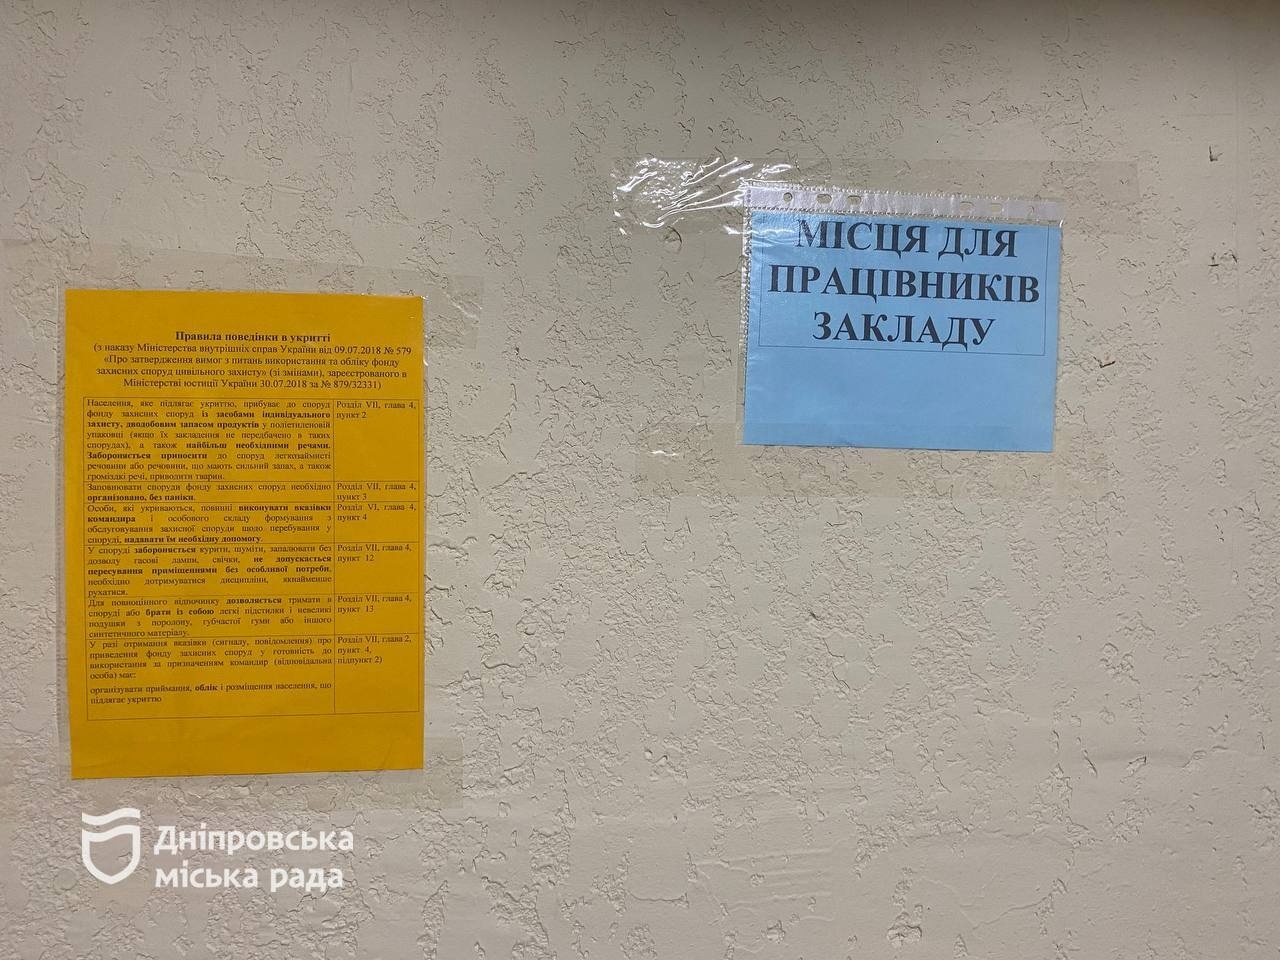 Правила поведінки в укритті
(з наказу Міністерства внутрішніх справ України від 09.07.2018 № 579
«Про затвердження вимог з питань використання та обліку фонду
захисних споруд цивільного захисту» (зі змінами), зареєстрованого в
Міністерстві юстиції України 30.07.2018 за № 879/32331)
Населення, яке підлягає укриттю, прибуває до споруд
фонду захисних споруд із засобами індивідуального
захисту, дводобовим запасом продуктів у поліетиленовій
упаковці (якщо їх закладення не передбачено в таких
спорудах), а також найбільш необхідними речами.
Забороняється приносити до споруд легкозаймисті
речовини або речовини, що мають сильний запах, а також
громіздкі речі, приводити тварин.
Розділ VII, глава 4,
пункт 2
Заповнювати споруди фонду захисних споруд необхідно
організовано, без паніки.
Розділ VII, глава 4,
пункт 3
Особи, які укриваються, повинні виконувати вказівки
командира і особового складу формування з
обслуговування захисної споруди щодо перебування у
споруді, надавати їм необхідну допомогу.
Розділ VI, глава 4,
пункт 4
У споруді забороняється курити, шуміти, запалювати без
дозволу гасові лампи, свічки, не допускається
пересування приміщеннями без особливої потреби,
необхідно дотримуватися дисципліни, якнайменше
рухатися.
Розділ VII, глава 4,
пункт 12
Для повноцінного відпочинку дозволяється тримати в
споруді або брати із собою легкі підстилки і невеликі
подушки з поролону, губчастої гуми або іншого
синтетичного матеріалу.
Розділ VII, глава 4,
пункт 13
У разі отримання вказівки (сигналу, повідомлення) про
приведення фонду захисних споруд у готовність до
використання за призначенням командир (відповідальна
особа) має:
організувати приймання, облік і розміщення населення, що
підлягає укриттю
Розділ VII, глава 2,
пункт 4,
підпункт 2)
МІСЦЯ ДЛЯ
ПРАЦІВНИКІВ
ЗАКЛАДУ
Дніпровська
міська рада